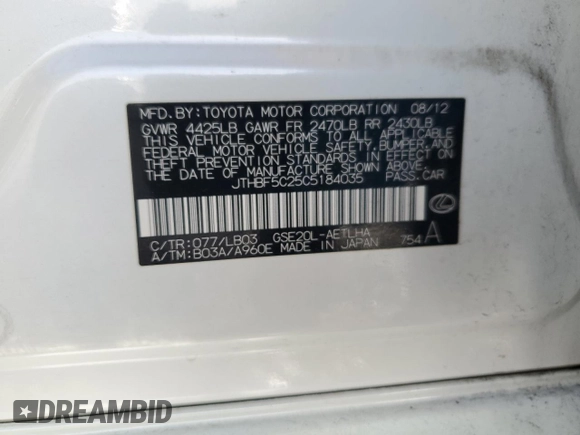 MFD.BY:TOYOTA MOTOR CORPORATION 08/12
GVWR 4425LB GAWR FR 2470LB RR 2430LB
THIS VEHICLE CONFORMS TO ALL APPLICABLE
FEDERAL MOTOR VEHICLE SAFETY,BUMPER,AND
THEFT PREVENTION STANDARDS IN EFFECT ON
THE DATE OF MANUFACTURE SHOWN ABOVE.
JTHBF5C25C5184035 PASS.CAR
C/TR:077/LB03 GSE20L-AETLHA
A/TM:B03A/A960E MADE IN JAPAN 754 A
DREAMBID